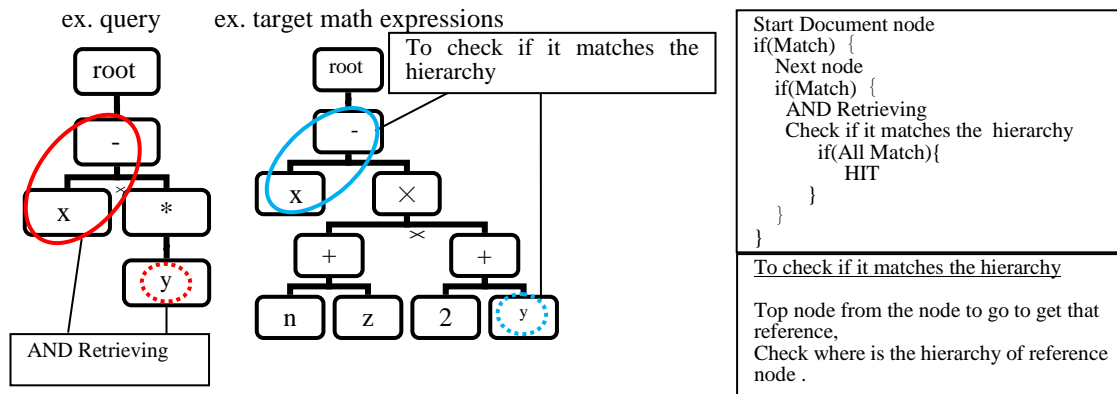 ex. query
ex. target math expressions
root
-
x
×
*
y
AND Retrieving
To check if it matches the
hierarchy
root
-
x
×
×
+
+
n
z
2
y
Start Document node
if(Match) {
Next node
if(Match) {
AND Retrieving
Check if it matches the hierarchy
if(All Match){
HIT
}
}
}
To check if it matches the hierarchy
Top node from the node to go to get that
reference,
Check where is the hierarchy of reference
node .